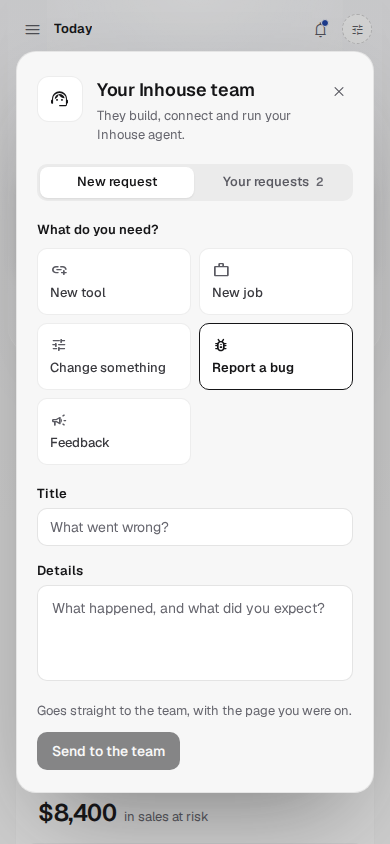 Today
Your Inhouse team
They build, connect and run your
Inhouse agent.
New request
Your requests 2
What do you need?
New tool
New job
Change something
Report a bug
Feedback
Title
What went wrong?
Details
What happened, and what did you expect?
Goes straight to the team, with the page you were on.
Send to the team
$8,400 in sales at risk